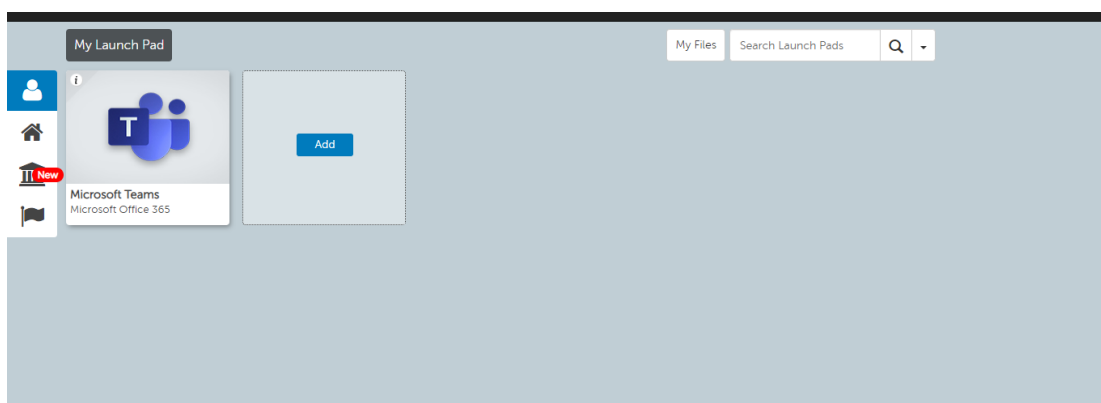 My Launch Pad
My Files
Search Launch Pads
i
T
Add
New
Microsoft Teams
Microsoft Office 365